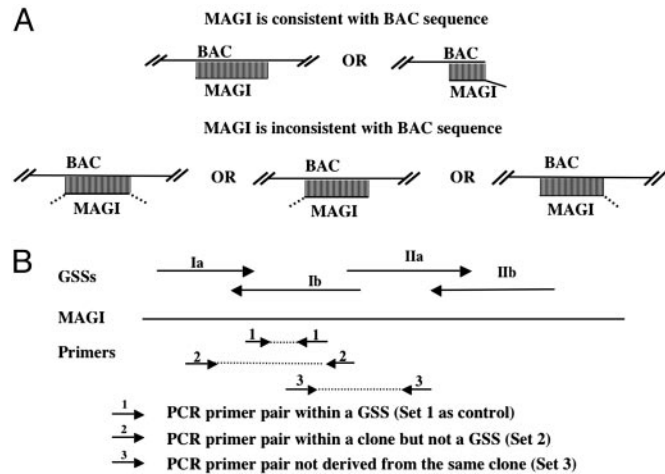 A
MAGI is consistent with BAC sequence
BAC OR BAC
MAGI MAGI
MAGI is inconsistent with BAC sequence
BAC OR BAC OR BAC
MAGI MAGI MAGI
B
Ia IIa
GSSs
Ib IIb
MAGI
1 1
Primers
2 2
3 3
1 PCR primer pair within a GSS (Set 1 as control)
2 PCR primer pair within a clone but not a GSS (Set 2)
3 PCR primer pair not derived from the same clone (Set 3)